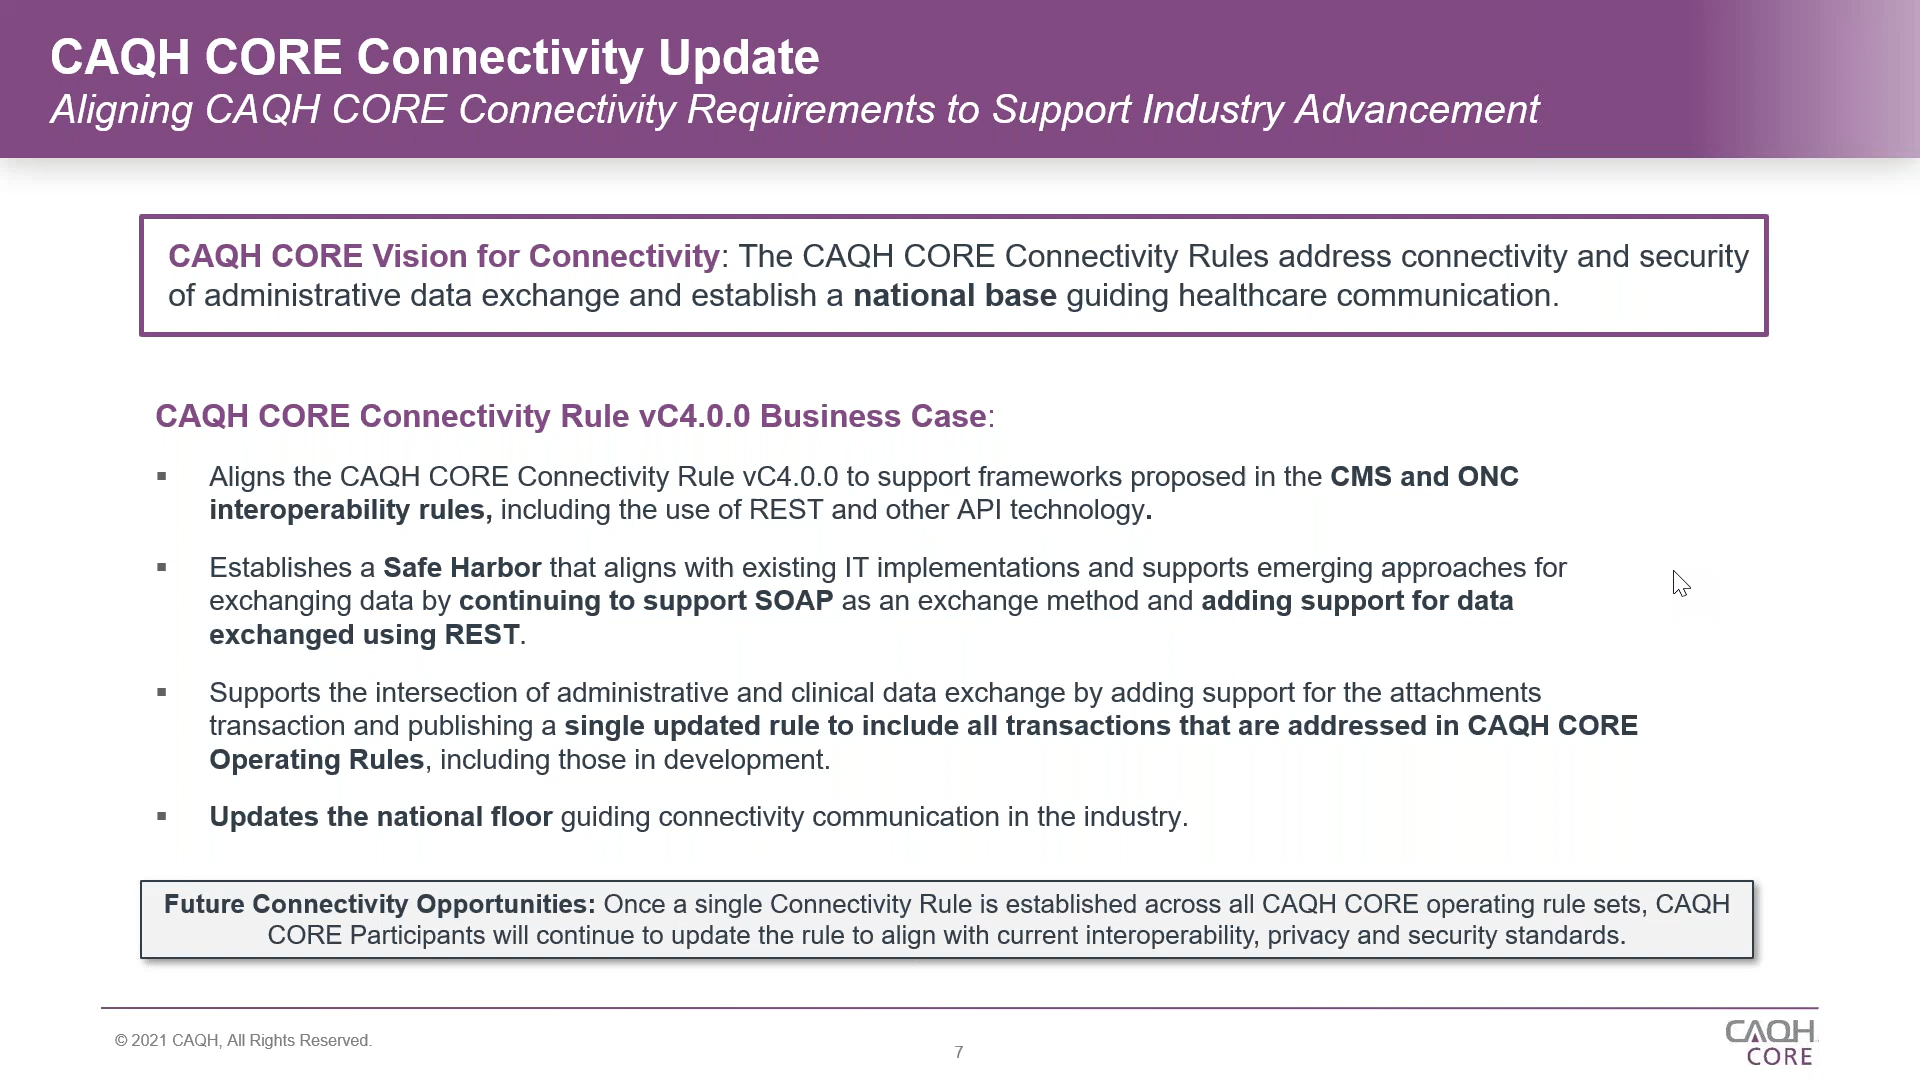 CAQH CORE Connectivity Update
Aligning CAQH CORE Connectivity Requirements to Support Industry Advancement
CAQH CORE Vision for Connectivity: The CAQH CORE Connectivity Rules address connectivity and security
of administrative data exchange and establish a national base guiding healthcare communication.
CAQH CORE Connectivity Rule vC4.0.0 Business Case:
▪ Aligns the CAQH CORE Connectivity Rule vC4.0.0 to support frameworks proposed in the CMS and ONC
interoperability rules, including the use of REST and other API technology.
▪ Establishes a Safe Harbor that aligns with existing IT implementations and supports emerging approaches for
exchanging data by continuing to support SOAP as an exchange method and adding support for data
exchanged using REST.
▪ Supports the intersection of administrative and clinical data exchange by adding support for the attachments
transaction and publishing a single updated rule to include all transactions that are addressed in CAQH CORE
Operating Rules, including those in development.
▪ Updates the national floor guiding connectivity communication in the industry.
Future Connectivity Opportunities: Once a single Connectivity Rule is established across all CAQH CORE operating rule sets, CAQH
CORE Participants will continue to update the rule to align with current interoperability, privacy and security standards.
© 2021 CAQH, All Rights Reserved.
7
CAQH
CORE